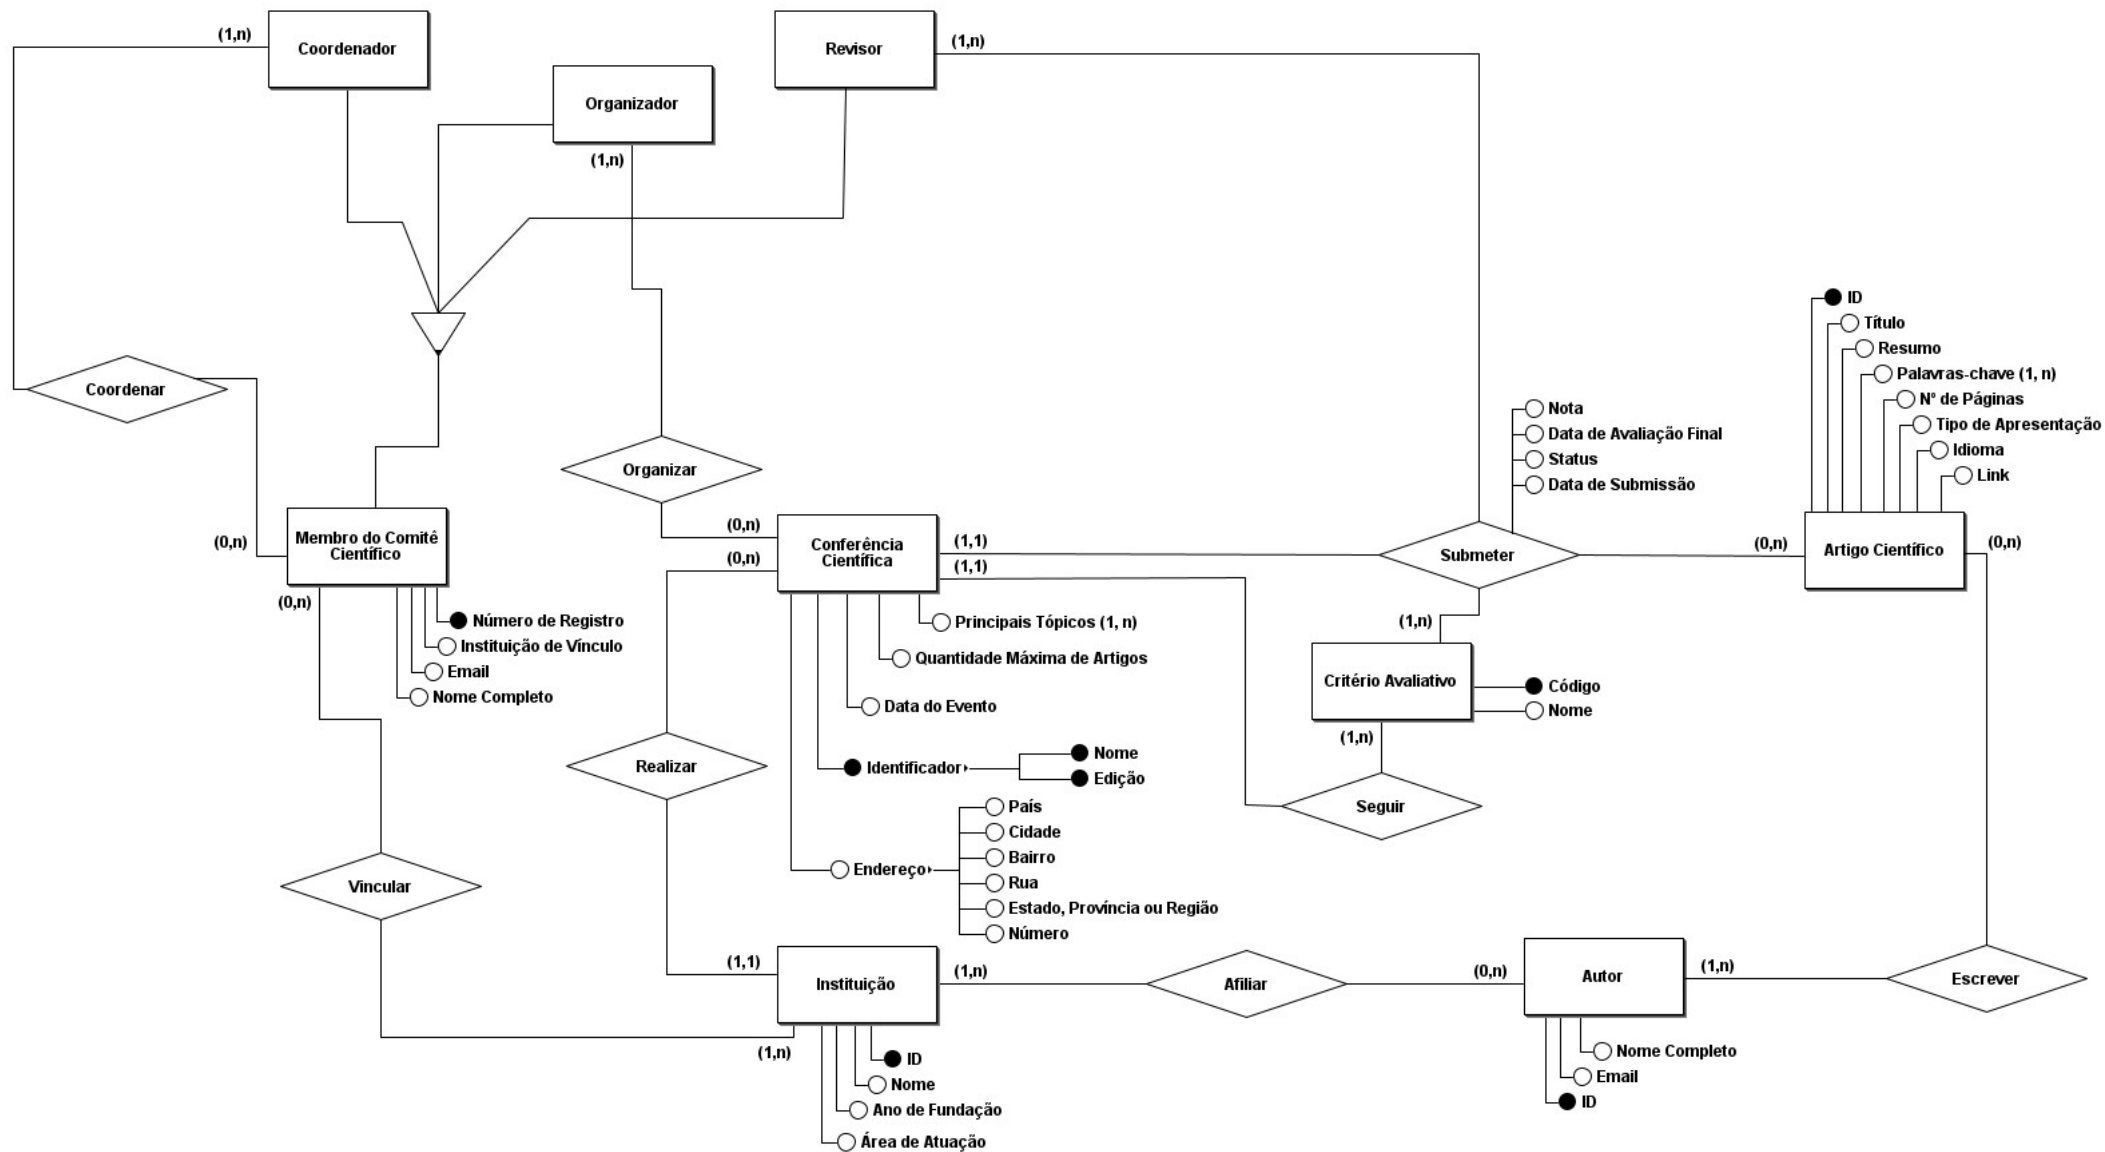 (1,n)
Coordenador
Organizador
(1,n)
Revisor
(1,n)
Coordenar
(0,n)
Organizar
(0,n)
(0,n)
Membro do Comitê
Científico
(0,n)
Número de Registro
Instituição de Vínculo
Email
Nome Completo
Conferência
Científica
(1,1)
(1,1)
Principais Tópicos (1, n)
Quantidade Máxima de Artigos
Data do Evento
Identificador
Nome
Edição
Endereço
País
Cidade
Bairro
Rua
Estado, Província ou Região
Número
Nota
Data de Avaliação Final
Status
Data de Submissão
Submeter
(0,n)
(1,n)
Critério Avaliativo
Código
Nome
(1,n)
Seguir
ID
Título
Resumo
Palavras-chave (1, n)
Nº de Páginas
Tipo de Apresentação
Idioma
Link
Artigo Científico
(0,n)
Realizar
Vincular
(1,1)
(1,n)
Instituição
(1,n)
ID
Nome
Ano de Fundação
Área de Atuação
Afiliar
(0,n)
Autor
(1,n)
Nome Completo
Email
ID
Escrever